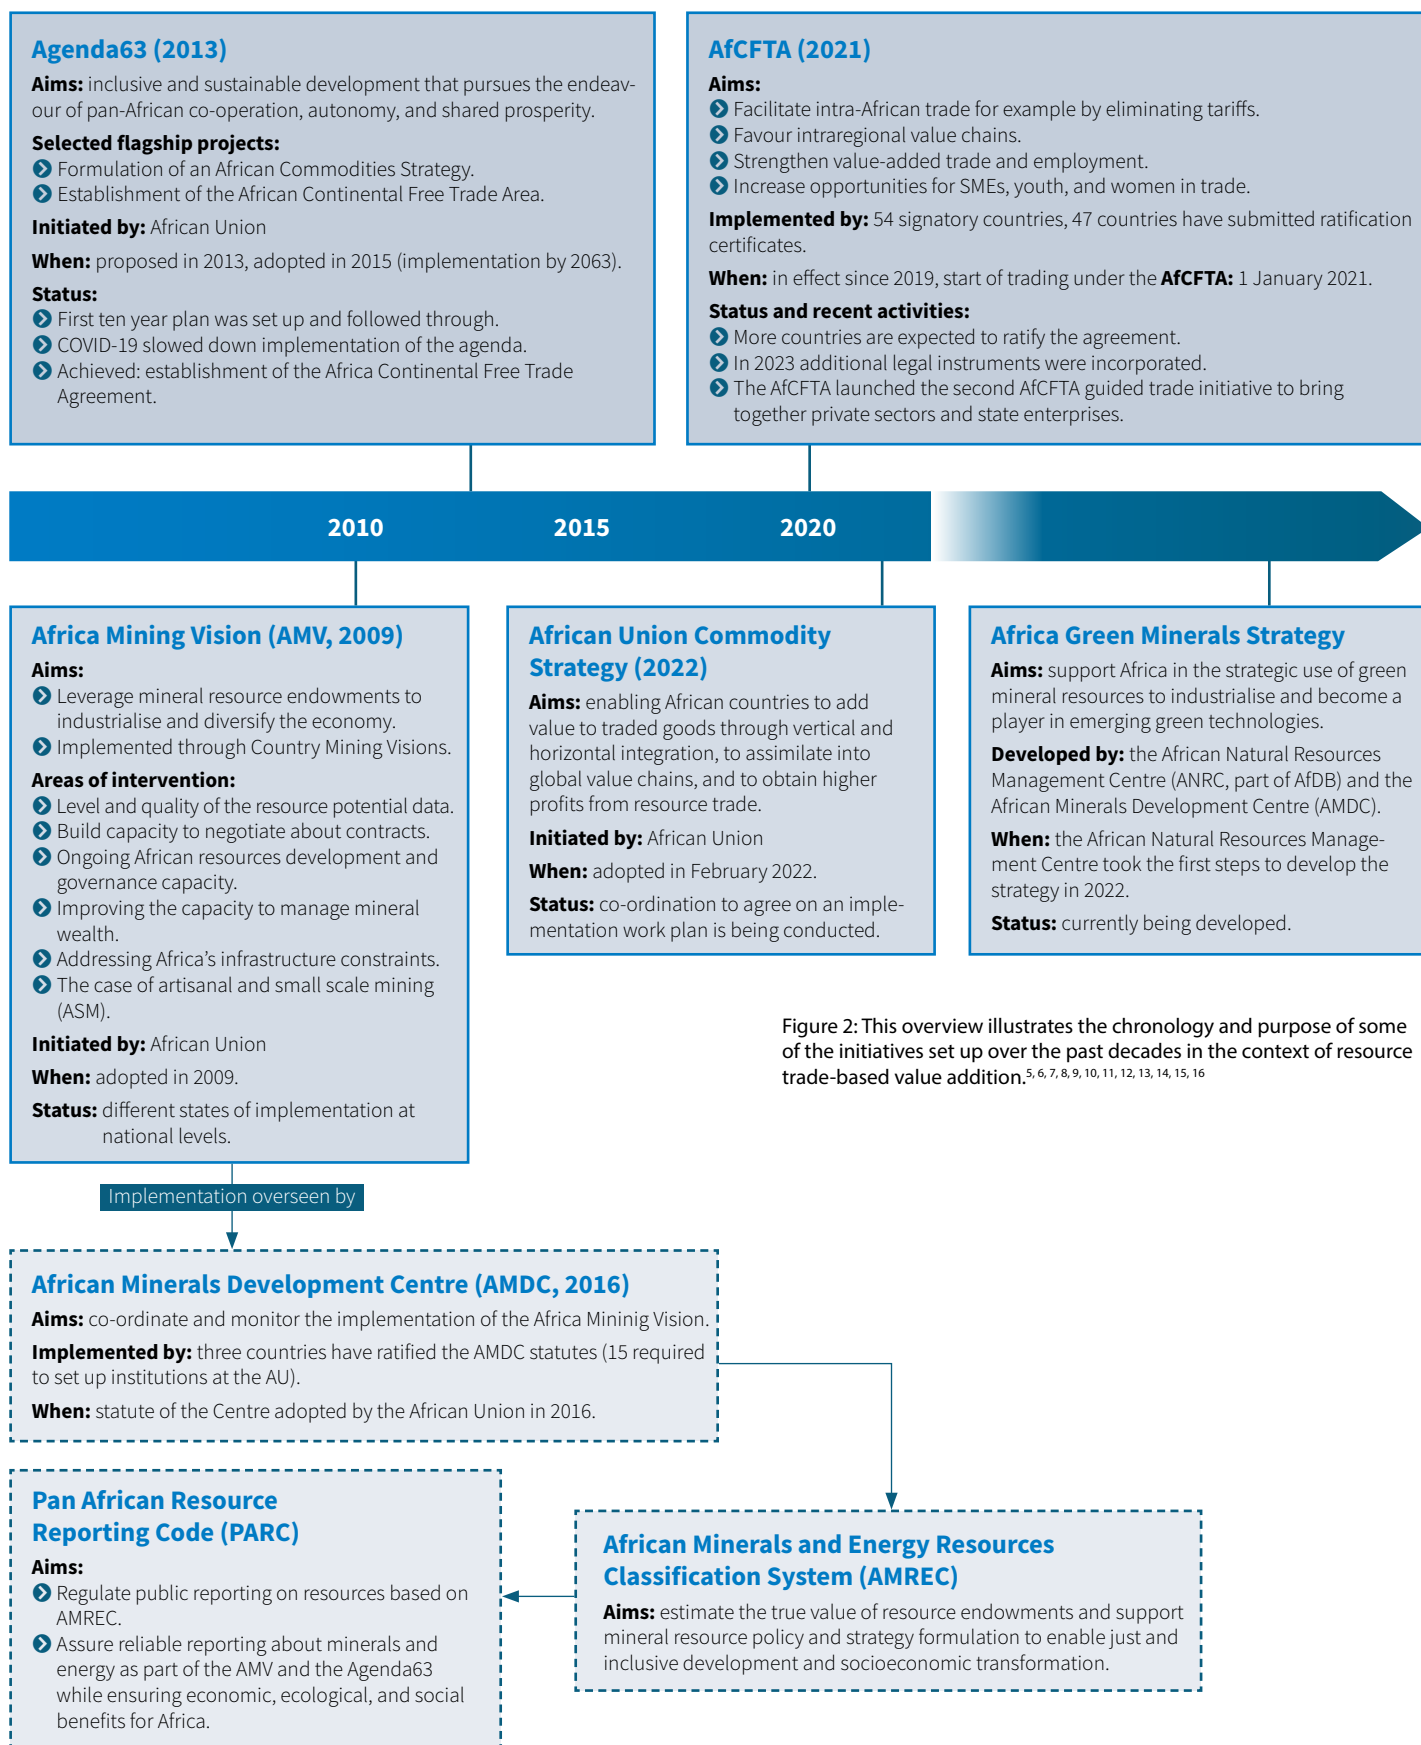 Agenda63 (2013)
Aims: inclusive and sustainable development that pursues the endeav-
our of pan-African co-operation, autonomy, and shared prosperity.
Selected flagship projects:
Formulation of an African Commodities Strategy.
Establishment of the African Continental Free Trade Area.
Initiated by: African Union
When: proposed in 2013, adopted in 2015 (implementation by 2063).
Status:
First ten year plan was set up and followed through.
COVID-19 slowed down implementation of the agenda.
Achieved: establishment of the Africa Continental Free Trade
Agreement.
AfCFTA (2021)
Aims:
Facilitate intra-African trade for example by eliminating tariffs.
Favour intraregional value chains.
Strengthen value-added trade and employment.
Increase opportunities for SMEs, youth, and women in trade.
Implemented by: 54 signatory countries, 47 countries have submitted ratification
certificates.
When: in effect since 2019, start of trading under the AfCFTA: 1 January 2021.
Status and recent activities:
More countries are expected to ratify the agreement.
In 2023 additional legal instruments were incorporated.
The AfCFTA launched the second AfCFTA guided trade initiative to bring
together private sectors and state enterprises.
2010
2015
2020
Africa Mining Vision (AMV, 2009)
Aims:
Leverage mineral resource endowments to
industrialise and diversify the economy.
Implemented through Country Mining Visions.
Areas of intervention:
Level and quality of the resource potential data.
Build capacity to negotiate about contracts.
Ongoing African resources development and
governance capacity.
Improving the capacity to manage mineral
wealth.
Addressing Africa's infrastructure constraints.
The case of artisanal and small scale mining
(ASM).
Initiated by: African Union
When: adopted in 2009.
Status: different states of implementation at
national levels.
African Union Commodity
Strategy (2022)
Aims: enabling African countries to add
value to traded goods through vertical and
horizontal integration, to assimilate into
global value chains, and to obtain higher
profits from resource trade.
Initiated by: African Union
When: adopted in February 2022.
Status: co-ordination to agree on an imple-
mentation work plan is being conducted.
Africa Green Minerals Strategy
Aims: support Africa in the strategic use of green
mineral resources to industrialise and become a
player in emerging green technologies.
Developed by: the African Natural Resources
Management Centre (ANRC, part of AfDB) and the
African Minerals Development Centre (AMDC).
When: the African Natural Resources Manage-
ment Centre took the first steps to develop the
strategy in 2022.
Status: currently being developed.
Figure 2: This overview illustrates the chronology and purpose of some
of the initiatives set up over the past decades in the context of resource
trade-based value addition.5, 6, 7, 8, 9, 10, 11, 12, 13, 14, 15, 16
Implementation overseen by
African Minerals Development Centre (AMDC, 2016)
Aims: co-ordinate and monitor the implementation of the Africa Mininig Vision.
Implemented by: three countries have ratified the AMDC statutes (15 required
to set up institutions at the AU).
When: statute of the Centre adopted by the African Union in 2016.
Pan African Resource
Reporting Code (PARC)
Aims:
Regulate public reporting on resources based on
AMREC.
Assure reliable reporting about minerals and
energy as part of the AMV and the Agenda63
while ensuring economic, ecological, and social
benefits for Africa.
African Minerals and Energy Resources
Classification System (AMREC)
Aims: estimate the true value of resource endowments and support
mineral resource policy and strategy formulation to enable just and
inclusive development and socioeconomic transformation.